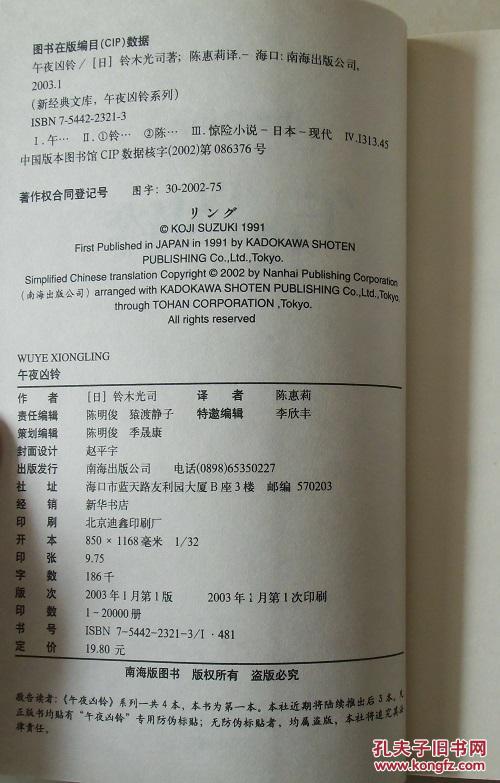 图书在版编目(CIP)数据
午夜凶铃/［日］铃木光司著；陈惠莉译.-海口:南海出版公司,
2003.1
(新经典文库，午夜凶铃系列)
ISBN 7-5442-2321-3
Ⅰ.午… Ⅱ.①铃… ②陈… Ⅲ.惊险小说-日本-现代 Ⅳ.I313.45
中国版本图书馆CIP数据核字(2002)第086376号
著作权合同登记号 图字：30-2002-75
リング
© KOJI SUZUKI 1991
First Published in JAPAN in 1991 by KADOKAWA SHOTEN
PUBLISHING Co.,Ltd.,Tokyo.
Simplified Chinese translation Copyright © 2002 by Nanhai Publishing Corporation
(南海出版公司) arranged with KADOKAWA SHOTEN PUBLISHING Co.,Ltd.,Tokyo,
through TOHAN CORPORATION ,Tokyo.
All rights reserved
WUYE XIONGLING
午夜凶铃
作 者 ［日］铃木光司 译 者 陈惠莉
责任编辑 陈明俊 猿渡静子 特邀编辑 李欣丰
策划编辑 陈明俊 季晟康
封面设计 赵平宇
出版发行 南海出版公司 电话(0898)65350227
社 址 海口市蓝天路友利园大厦B座3楼 邮编 570203
经 销 新华书店
印 刷 北京迪鑫印刷厂
开 本 850×1168毫米 1/32
印 张 9.75
字 数 186千
版 次 2003年1月第1版 2003年1月第1次印刷
印 数 1-20000册
书 号 ISBN 7-5442-2321-3/I·481
定 价 19.80 元
南海版图书 版权所有 盗版必究
敬告读者：《午夜凶铃》系列一共4本，本书为第一本。本社近期将陆续推出后3本。凡
正版书均贴有“午夜凶铃”专用防伪标贴；无防伪标贴者，均属盗版，本社将追究其法
律责任。
孔夫子旧书网
www.kongfz.com